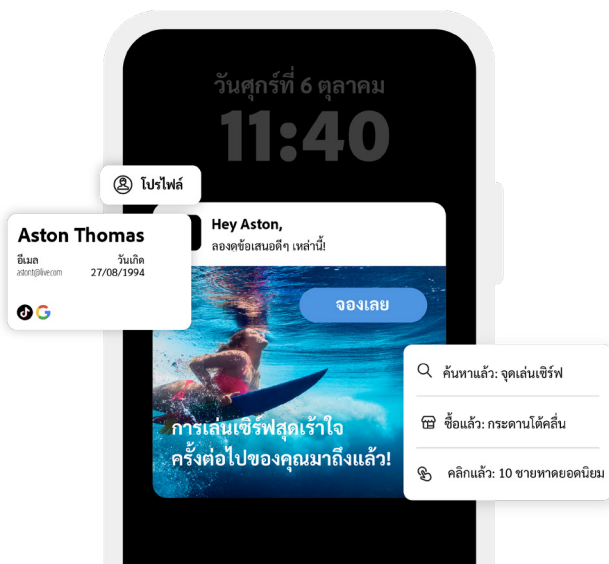 วันศุกร์ที่ 6 ตุลาคม
11:40
โปรไฟล์
Aston Thomas
อีเมล
astont@live.com
วันเกิด
27/08/1994
Hey Aston,
ลองดูข้อเสนอดีๆ เหล่านี้!
จองเลย
การเล่นเซิร์ฟสุดเร้าใจ
ครั้งต่อไปของคุณมาถึงแล้ว!
ค้นหาแล้ว: จุดเล่นเซิร์ฟ
ซื้อแล้ว: กระดานโต้คลื่น
คลิกแล้ว: 10 ชายหาดยอดนิยม